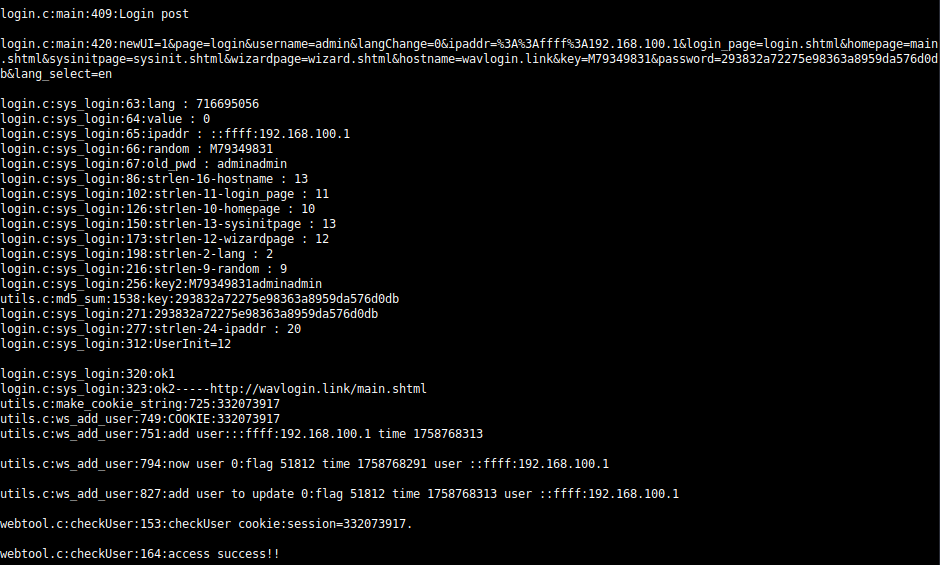 login.c:main:409:Login post
login.c:main:420:newUI=1&page=login&username=admin&langChange=0&ipaddr=%3A%3Affff%3A192.168.100.1&login_page=login.shtml&homepage=main
.shtml&sysinitpage=sysinit.shtml&wizardpage=wizard.shtml&hostname=wavlogin.link&key=M79349831&password=293832a72275e98363a8959da576d0d
b&lang_select=en
login.c:sys_login:63:lang : 716695056
login.c:sys_login:64:value : 0
login.c:sys_login:65:ipaddr : ::ffff:192.168.100.1
login.c:sys_login:66:random : M79349831
login.c:sys_login:67:old_pwd : adminadmin
login.c:sys_login:86:strlen-16-hostname : 13
login.c:sys_login:102:strlen-11-login_page : 11
login.c:sys_login:126:strlen-10-homepage : 10
login.c:sys_login:150:strlen-13-sysinitpage : 13
login.c:sys_login:173:strlen-12-wizardpage : 12
login.c:sys_login:198:strlen-2-lang : 2
login.c:sys_login:216:strlen-9-random : 9
login.c:sys_login:256:key2:M79349831adminadmin
utils.c:md5_sum:1538:key:293832a72275e98363a8959da576d0db
login.c:sys_login:271:293832a72275e98363a8959da576d0db
login.c:sys_login:277:strlen-24-ipaddr : 20
login.c:sys_login:312:UserInit=12
login.c:sys_login:320:ok1
login.c:sys_login:323:ok2-----http://wavlogin.link/main.shtml
utils.c:make_cookie_string:725:332073917
utils.c:ws_add_user:749:COOKIE:332073917
utils.c:ws_add_user:751:add user:::ffff:192.168.100.1 time 1758768313
utils.c:ws_add_user:794:now user 0:flag 51812 time 1758768291 user ::ffff:192.168.100.1
utils.c:ws_add_user:827:add user to update 0:flag 51812 time 1758768313 user ::ffff:192.168.100.1
webtool.c:checkUser:153:checkUser cookie:session=332073917.
webtool.c:checkUser:164:access success!!